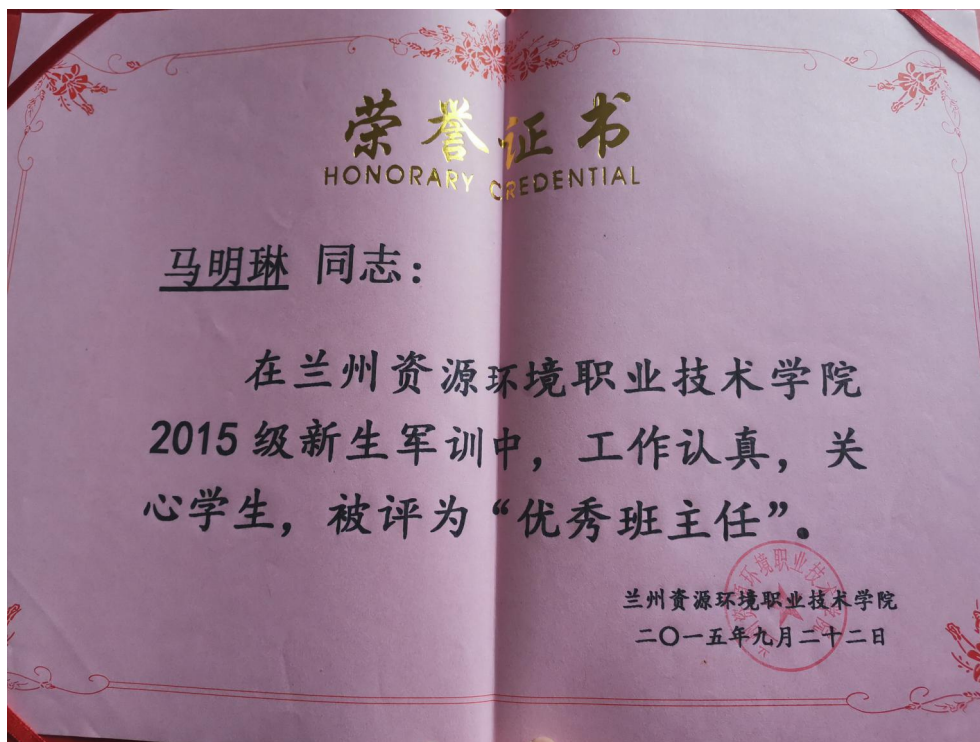 荣誉证书
HONORARY CREDENTIAL
马明琳 同志：
在兰州资源环境职业技术学院
2015级新生军训中，工作认真，关
心学生，被评为“优秀班主任”。
兰州资源环境职业技术学院
二〇一五年九月二十二日